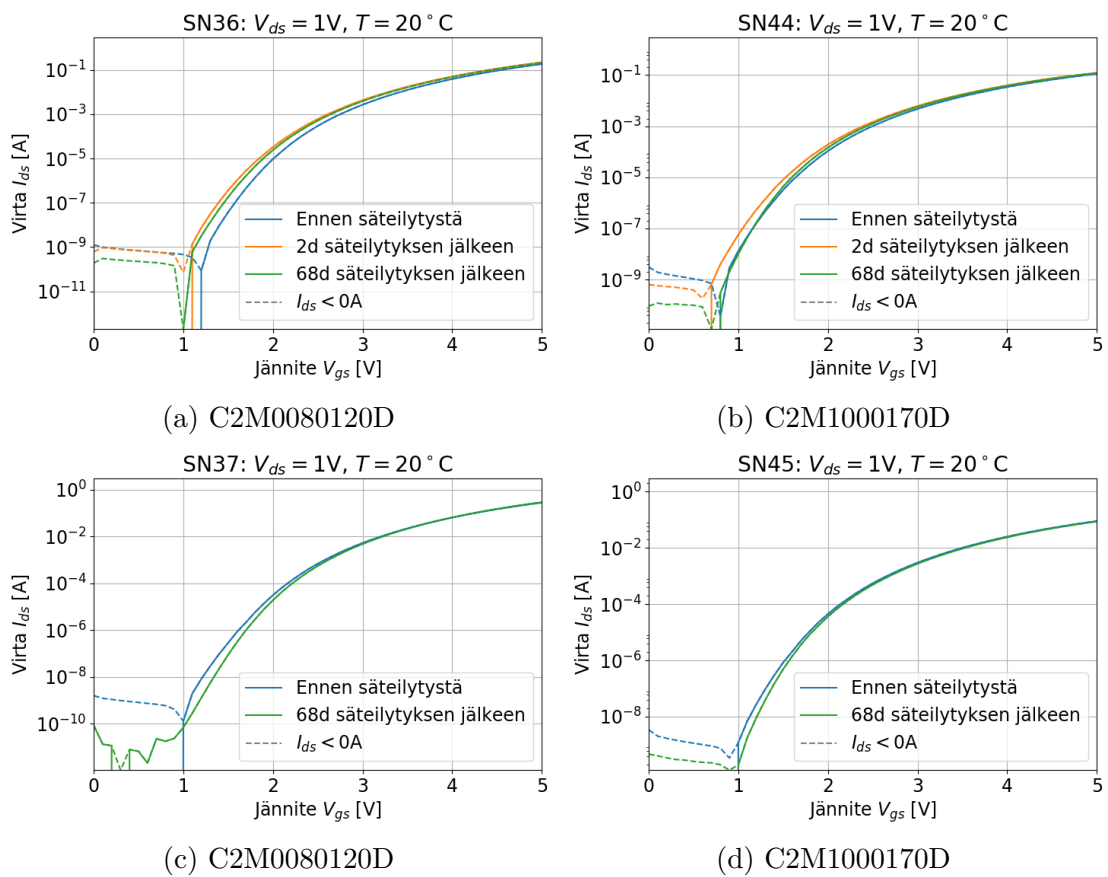 SN36: V_ds = 1V, T = 20°C
Virta I_ds [A]
10⁻¹
10⁻³
10⁻⁵
10⁻⁷
10⁻⁹
10⁻¹¹
Ennen säteilytystä
2d säteilytyksen jälkeen
68d säteilytyksen jälkeen
I_ds < 0A
0 1 2 3 4 5
Jännite V_gs [V]
(a) C2M0080120D
SN44: V_ds = 1V, T = 20°C
Virta I_ds [A]
10⁻¹
10⁻³
10⁻⁵
10⁻⁷
10⁻⁹
Ennen säteilytystä
2d säteilytyksen jälkeen
68d säteilytyksen jälkeen
I_ds < 0A
0 1 2 3 4 5
Jännite V_gs [V]
(b) C2M1000170D
SN37: V_ds = 1V, T = 20°C
Virta I_ds [A]
10⁰
10⁻²
10⁻⁴
10⁻⁶
10⁻⁸
10⁻¹⁰
Ennen säteilytystä
68d säteilytyksen jälkeen
I_ds < 0A
0 1 2 3 4 5
Jännite V_gs [V]
(c) C2M0080120D
SN45: V_ds = 1V, T = 20°C
Virta I_ds [A]
10⁰
10⁻²
10⁻⁴
10⁻⁶
10⁻⁸
Ennen säteilytystä
68d säteilytyksen jälkeen
I_ds < 0A
0 1 2 3 4 5
Jännite V_gs [V]
(d) C2M1000170D